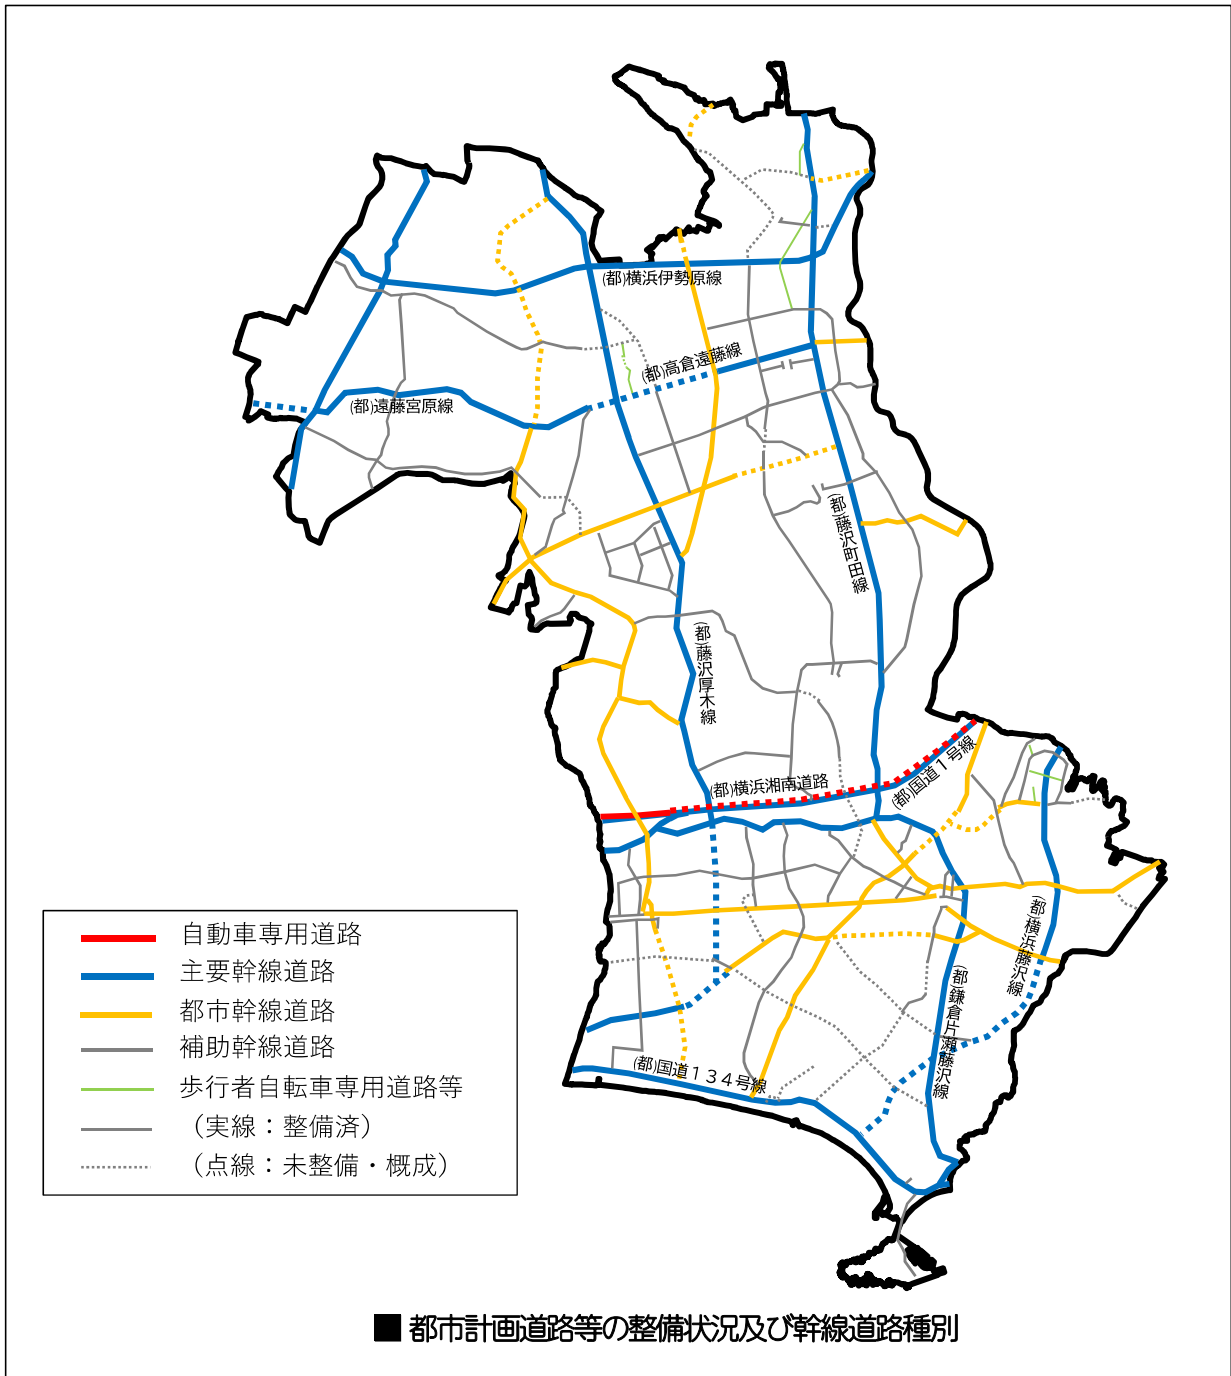 (都)横浜伊勢原線
(都)高倉遠藤線
(都)遠藤宮原線
(都)藤沢町田線
(都)藤沢厚木線
(都)国道１号線
(都)横浜湘南道路
(都)横浜藤沢線
(都)鎌倉片瀬藤沢線
(都)国道１３４号線
自動車専用道路
主要幹線道路
都市幹線道路
補助幹線道路
歩行者自転車専用道路等
（実線：整備済）
（点線：未整備・概成）
■ 都市計画道路等の整備状況及び幹線道路種別